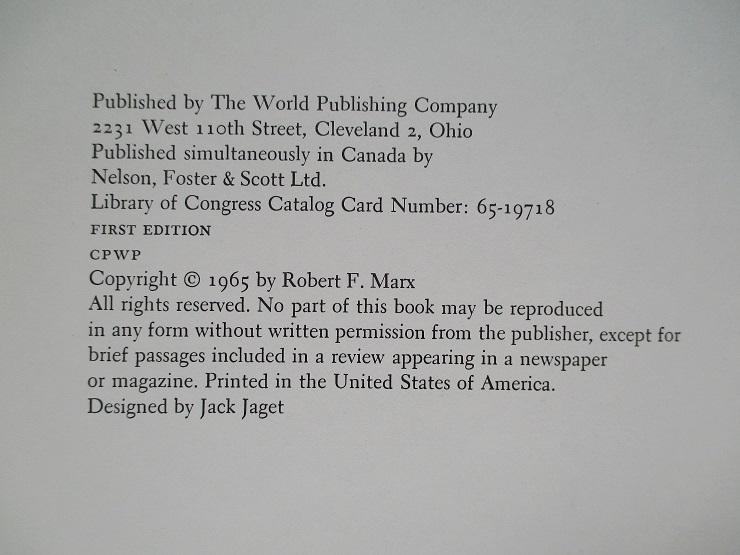 Published by The World Publishing Company
2231 West 110th Street, Cleveland 2, Ohio
Published simultaneously in Canada by
Nelson, Foster & Scott Ltd.
Library of Congress Catalog Card Number: 65-19718
FIRST EDITION
CPWP
Copyright © 1965 by Robert F. Marx
All rights reserved. No part of this book may be reproduced
in any form without written permission from the publisher, except for
brief passages included in a review appearing in a newspaper
or magazine. Printed in the United States of America.
Designed by Jack Jaget